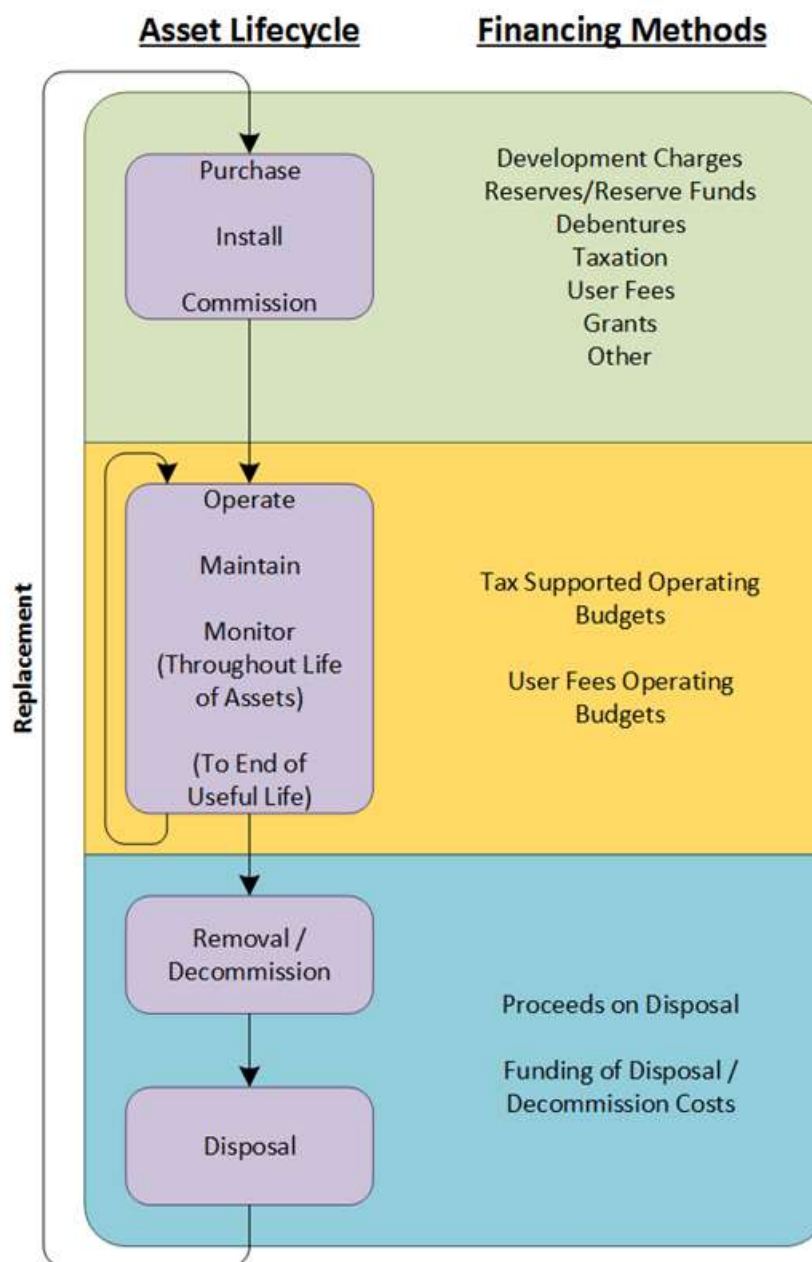 Asset Lifecycle
Financing Methods
Purchase
Install
Commission
Development Charges
Reserves/Reserve Funds
Debentures
Taxation
User Fees
Grants
Other
Replacement
Operate
Maintain
Monitor
(Throughout Life
of Assets)
(To End of
Useful Life)
Tax Supported Operating
Budgets
User Fees Operating
Budgets
Removal /
Decommission
Disposal
Proceeds on Disposal
Funding of Disposal /
Decommission Costs